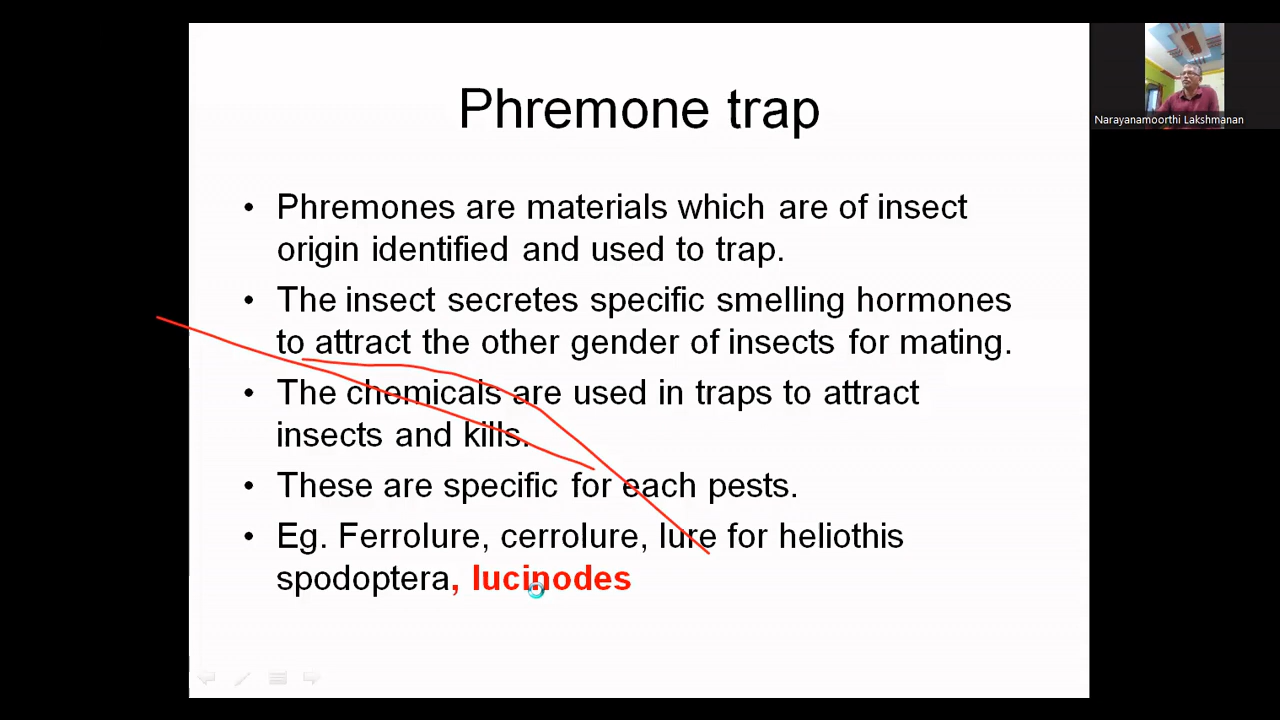 Phremone trap
Narayanamoorthi Lakshmanan
• Phremones are materials which are of insect
origin identified and used to trap.
• The insect secretes specific smelling hormones
to attract the other gender of insects for mating.
• The chemicals are used in traps to attract
insects and kills.
• These are specific for each pests.
• Eg. Ferrolure, cerrolure, lure for heliothis
spodoptera, lucinodes